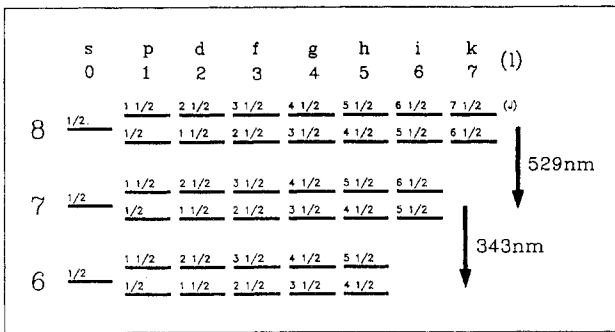 s p d f g h i k (l)
0 1 2 3 4 5 6 7
1 1/2 2 1/2 3 1/2 4 1/2 5 1/2 6 1/2 7 1/2 (J)
8 1/2 1/2 1 1/2 2 1/2 3 1/2 4 1/2 5 1/2 6 1/2
529nm
1 1/2 2 1/2 3 1/2 4 1/2 5 1/2 6 1/2
7 1/2 1/2 1 1/2 2 1/2 3 1/2 4 1/2 5 1/2
343nm
1 1/2 2 1/2 3 1/2 4 1/2 5 1/2
6 1/2 1/2 1 1/2 2 1/2 3 1/2 4 1/2